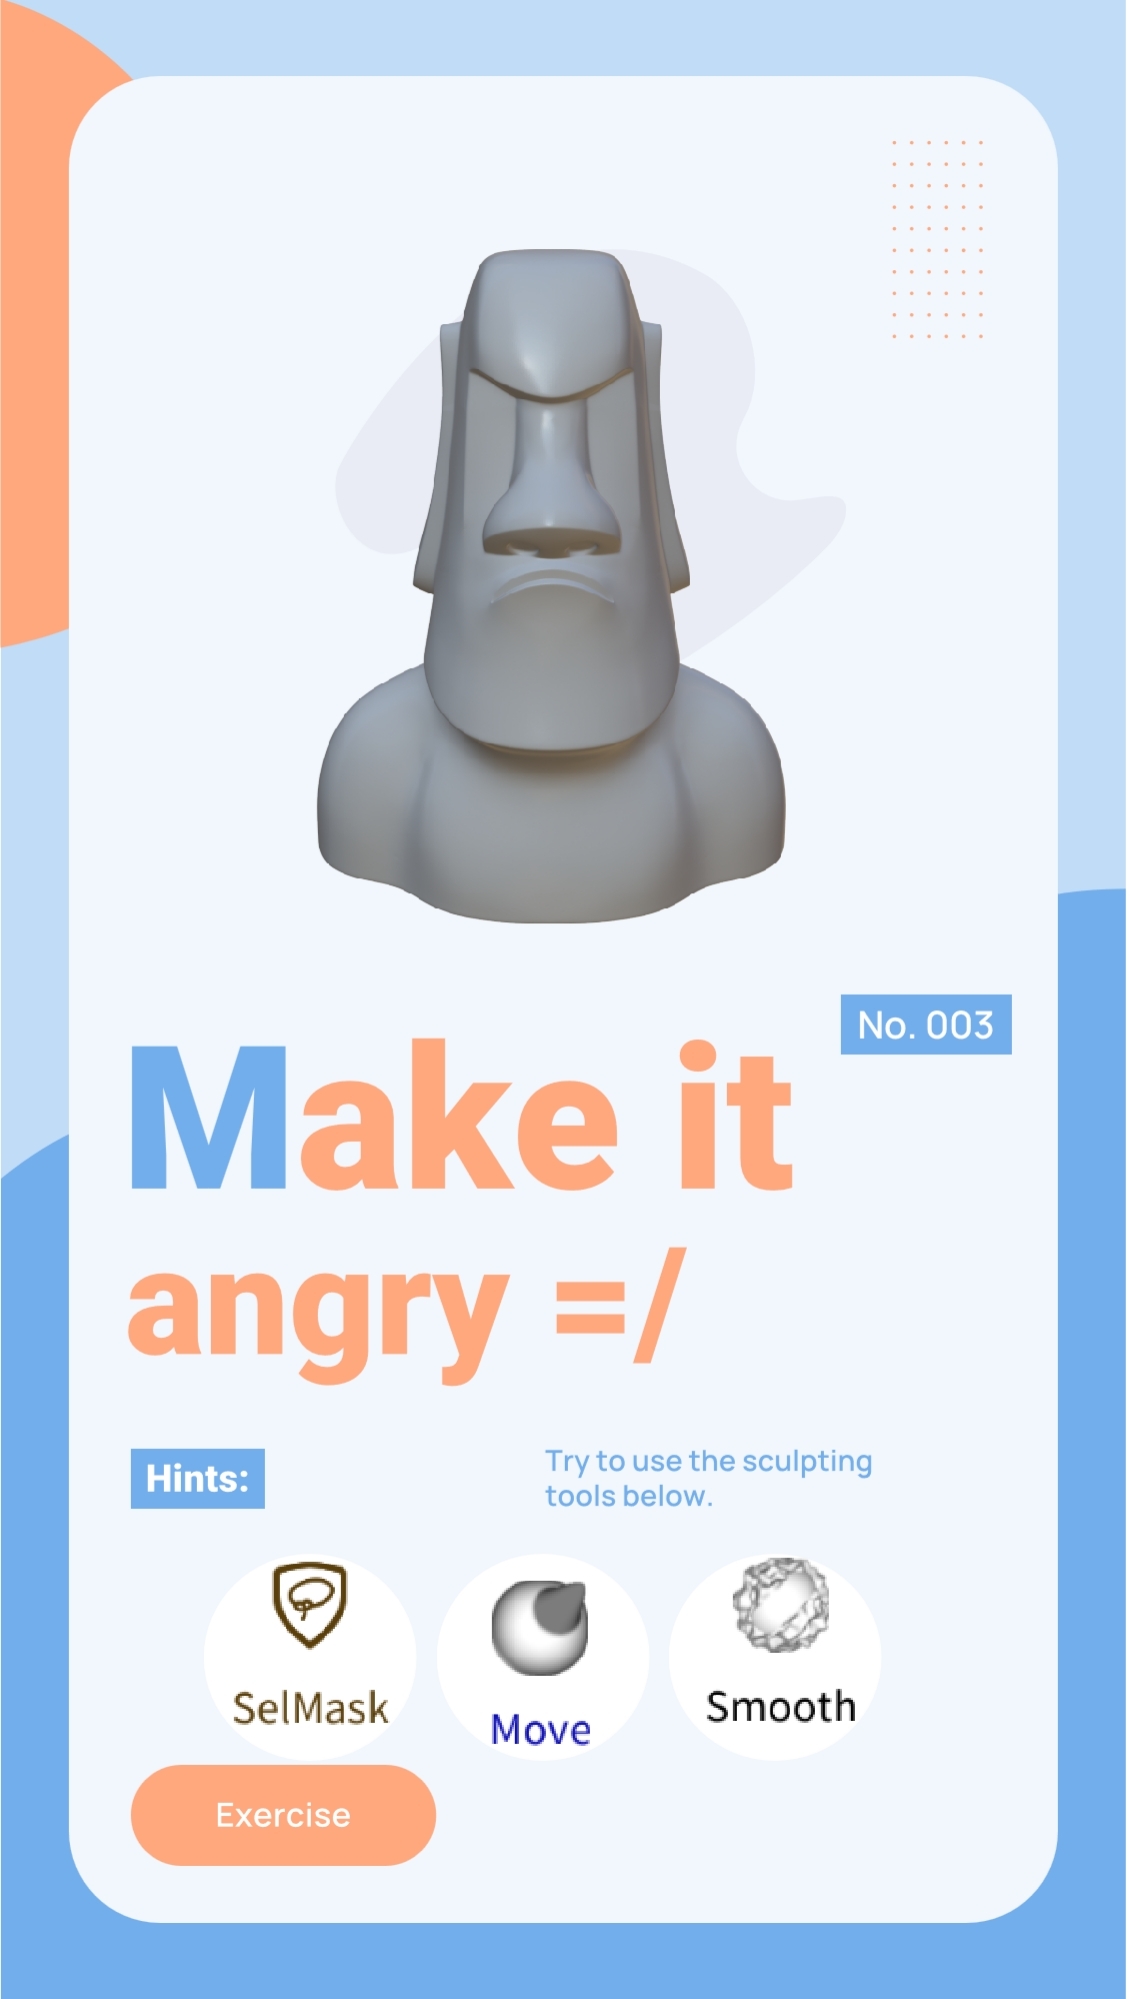 No. 003
Make it
angry =/
Hints:
Try to use the sculpting
tools below.
SelMask
Move
Smooth
Exercise